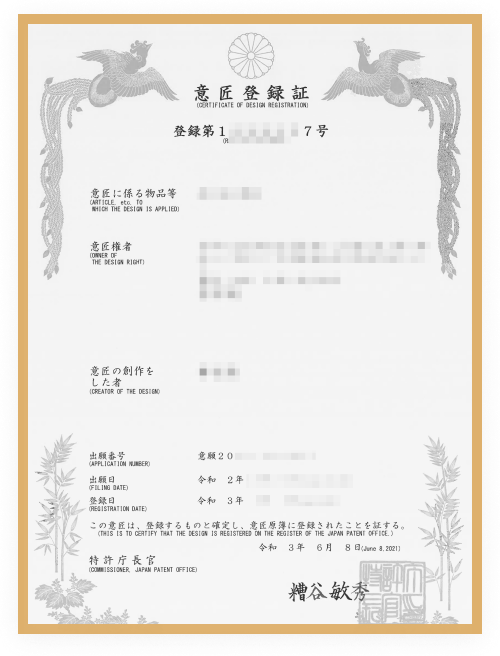 意匠登録証
(CERTIFICATE OF DESIGN REGISTRATION)
登録第1 7号
(R
意匠に係る物品等
(ARTICLE, etc. TO
WHICH THE DESIGN IS APPLIED)
意匠権者
(OWNER OF
THE DESIGN RIGHT)
意匠の創作を
した者
(CREATOR OF THE DESIGN)
出願番号 意願20
(APPLICATION NUMBER)
出願日 令和 2年
(FILING DATE)
登録日 令和 3年
(REGISTRATION DATE)
この意匠は、登録するものと確定し、意匠原簿に登録されたことを証する。
(THIS IS TO CERTIFY THAT THE DESIGN IS REGISTERED ON THE REGISTER OF THE JAPAN PATENT OFFICE.)
令和 3年 6月 8日(June 8,2021)
特許庁長官
(COMMISSIONER, JAPAN PATENT OFFICE)
糟谷敏秀